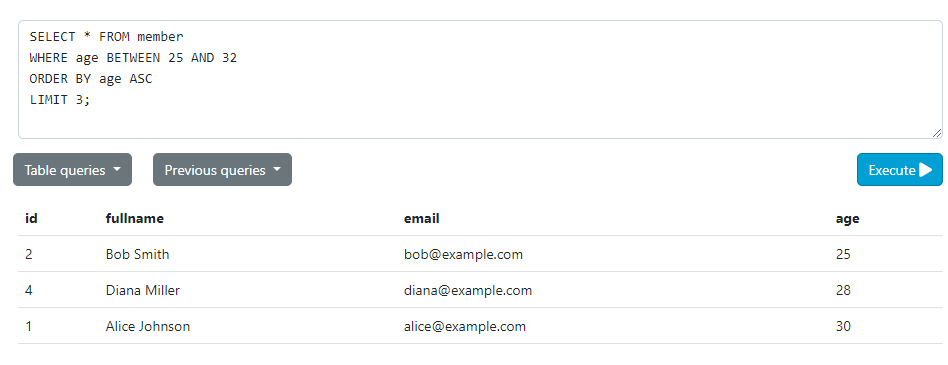 SELECT * FROM member
WHERE age BETWEEN 25 AND 32
ORDER BY age ASC
LIMIT 3;
Table queries Previous queries Execute
id fullname email age
2 Bob Smith bob@example.com 25
4 Diana Miller diana@example.com 28
1 Alice Johnson alice@example.com 30